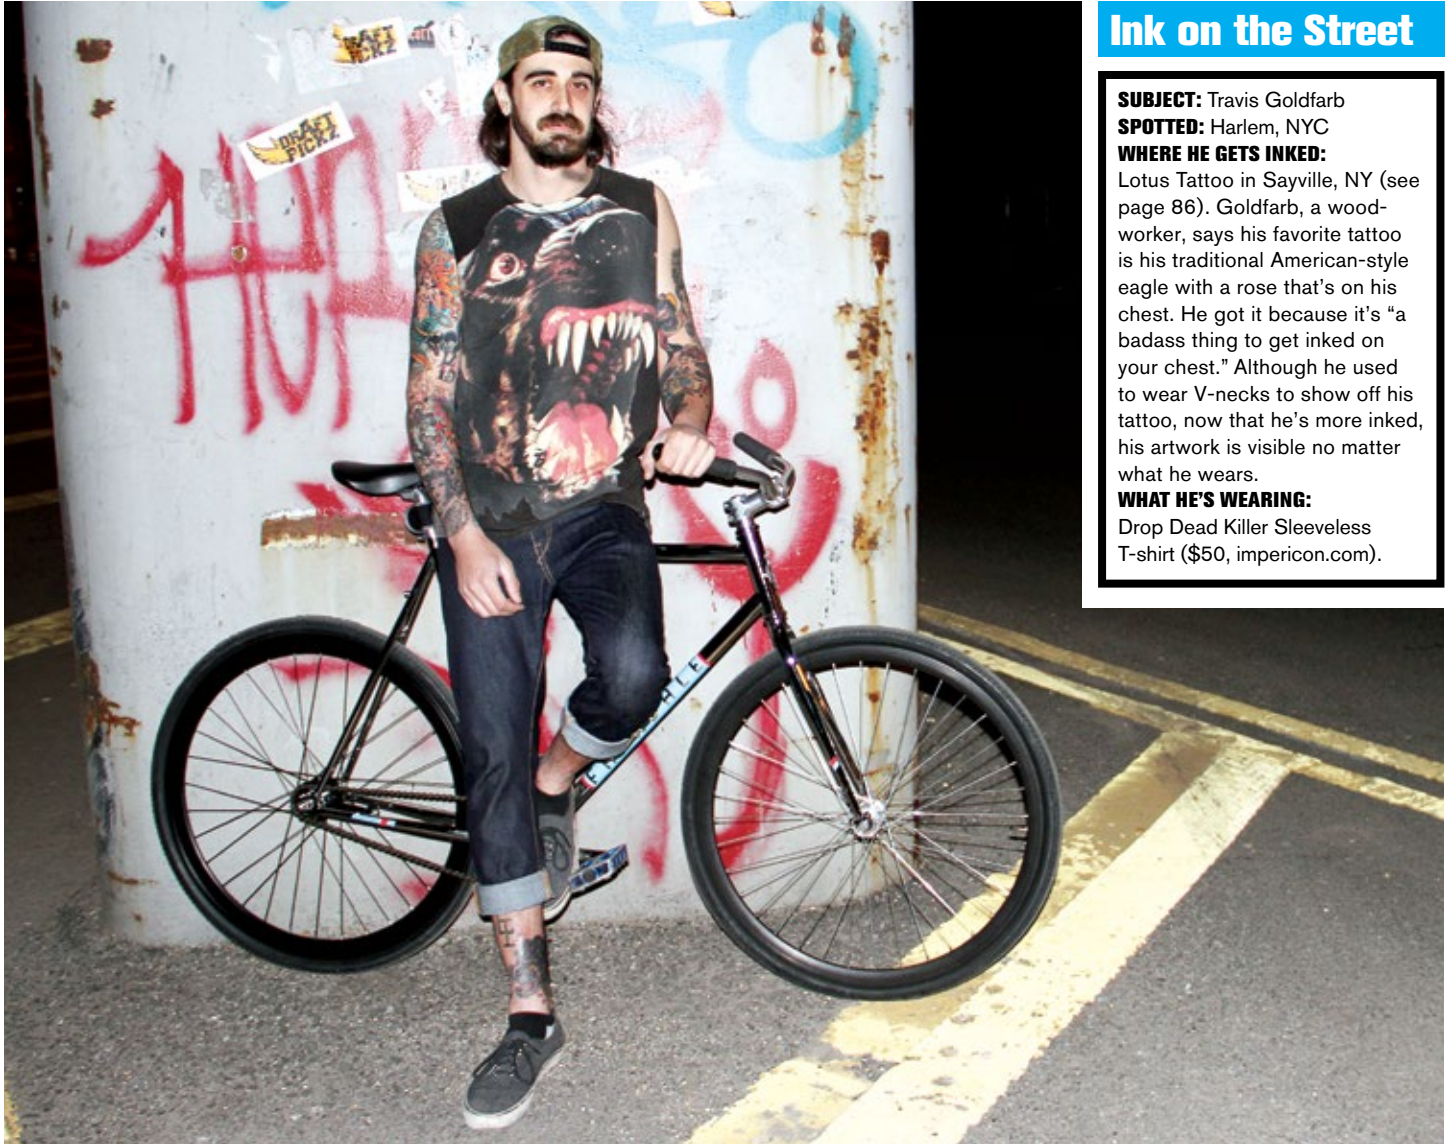 Ink on the Street
SUBJECT: Travis Goldfarb
SPOTTED: Harlem, NYC
WHERE HE GETS INKED:
Lotus Tattoo in Sayville, NY (see
page 86). Goldfarb, a wood-
worker, says his favorite tattoo
is his traditional American-style
eagle with a rose that's on his
chest. He got it because it's “a
badass thing to get inked on
your chest.” Although he used
to wear V-necks to show off his
tattoo, now that he's more inked,
his artwork is visible no matter
what he wears.
WHAT HE'S WEARING:
Drop Dead Killer Sleeveless
T-shirt ($50, impericon.com).
DRAFT
PICKZ